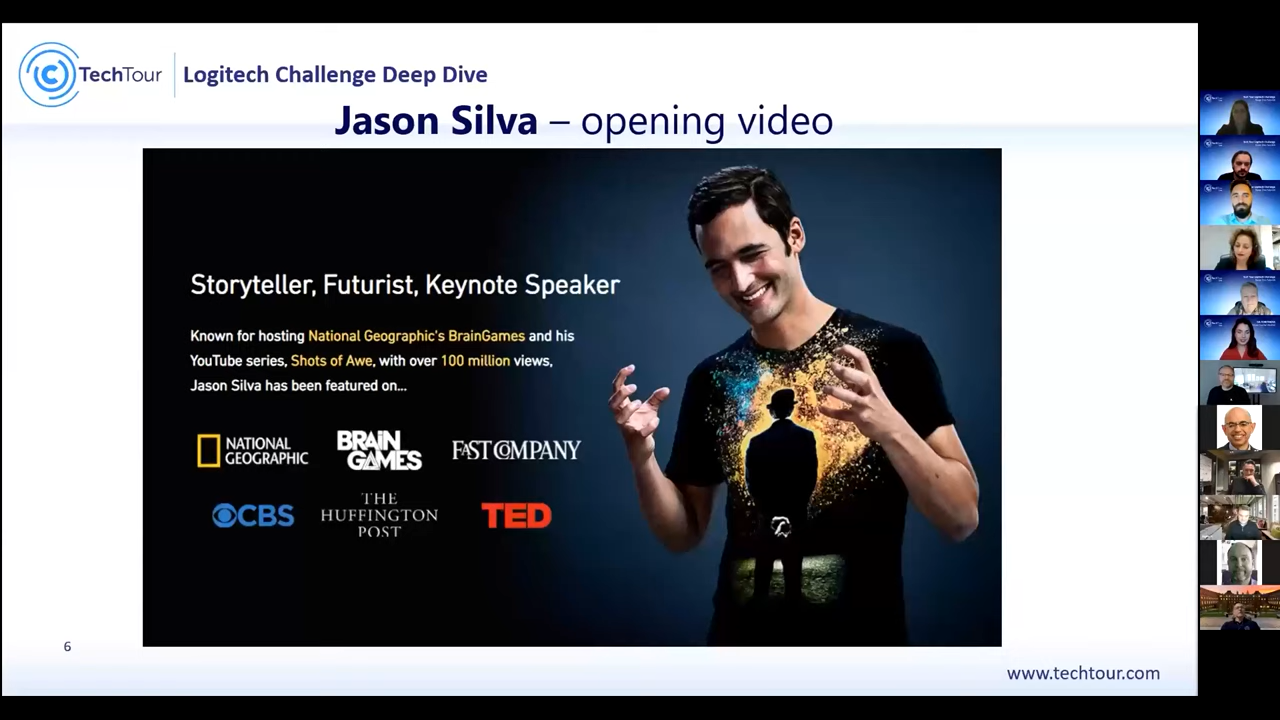 TechTour
Logitech Challenge Deep Dive
Jason Silva – opening video
Storyteller, Futurist, Keynote Speaker
Known for hosting National Geographic's BrainGames and his
YouTube series, Shots of Awe, with over 100 million views,
Jason Silva has been featured on...
NATIONAL
GEOGRAPHIC
BRAIN
GAMES
FAST COMPANY
CBS
THE
HUFFINGTON
POST
TED
6
www.techtour.com